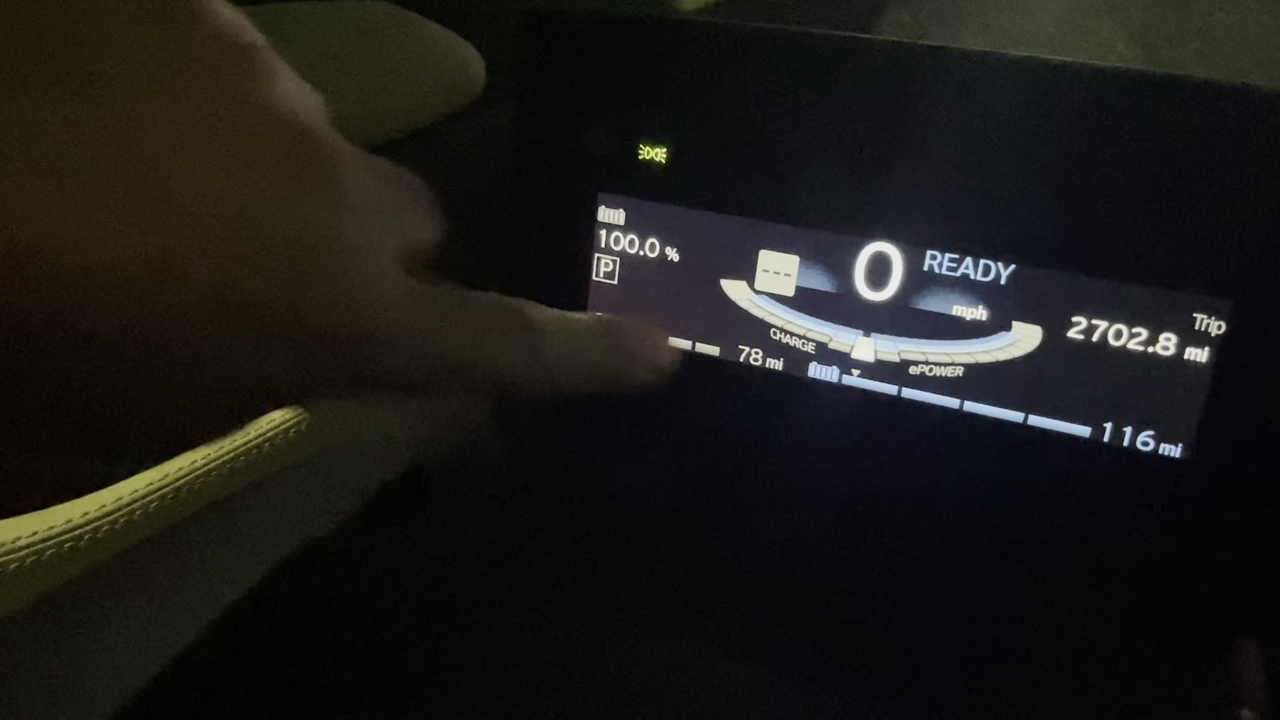 100.0 %
P
---
0
READY
mph
Trip
2702.8 mi
CHARGE
ePOWER
78 mi
116 mi